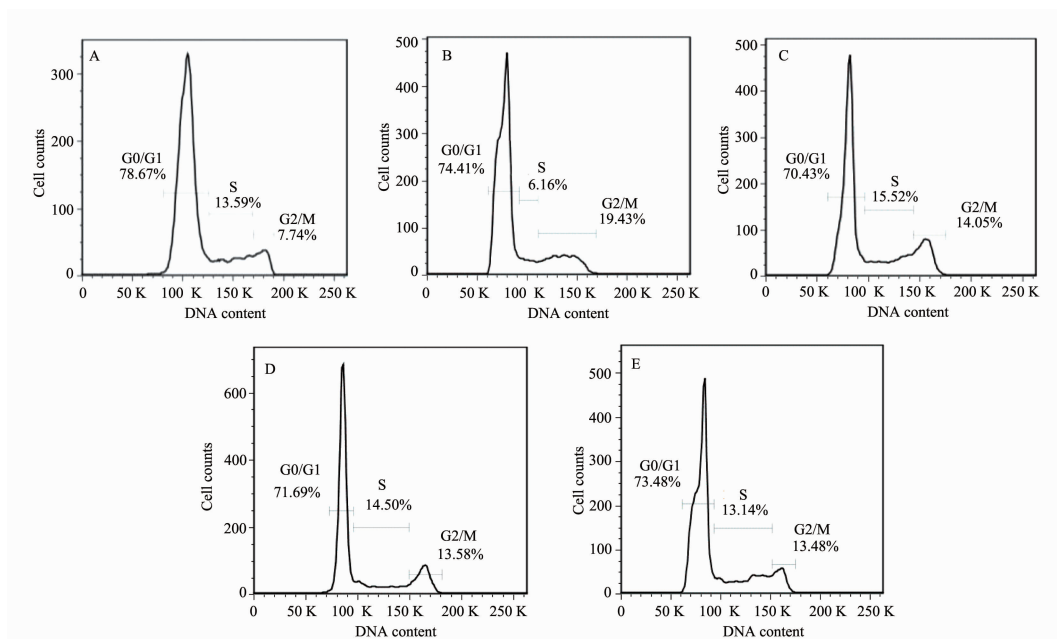 A
300
200
100
0
Cell counts
G0/G1
78.67%
S
13.59%
G2/M
7.74%
0 50 K 100 K 150 K 200 K 250 K
DNA content
B
500
400
300
200
100
0
Cell counts
G0/G1
74.41%
S
6.16%
G2/M
19.43%
0 50 K 100 K 150 K 200 K 250 K
DNA content
C
500
400
300
200
100
0
Cell counts
G0/G1
70.43%
S
15.52%
G2/M
14.05%
0 50 K 100 K 150 K 200 K 250 K
DNA content
D
600
400
200
0
Cell counts
G0/G1
71.69%
S
14.50%
G2/M
13.58%
0 50 K 100 K 150 K 200 K 250 K
DNA content
E
500
400
300
200
100
0
Cell counts
G0/G1
73.48%
S
13.14%
G2/M
13.48%
0 50 K 100 K 150 K 200 K 250 K
DNA content